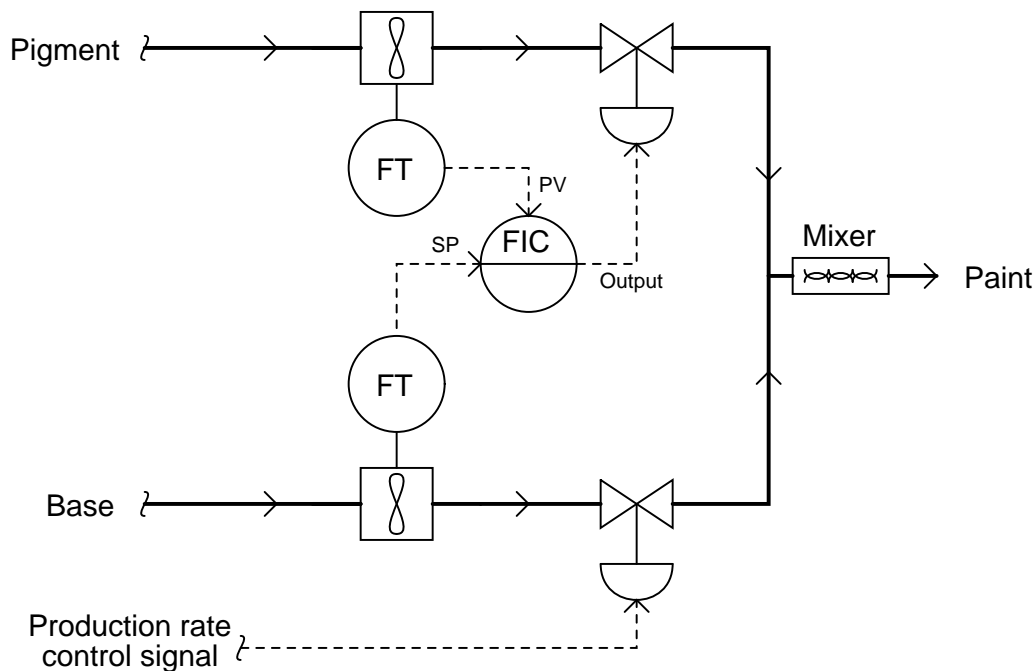 Pigment
FT
PV
SP
FIC
Output
Mixer
Paint
FT
Base
Production rate
control signal